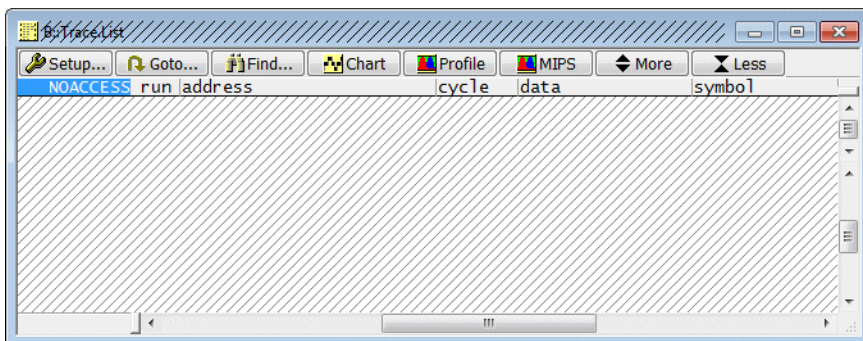 B::Trace.List
Setup... Goto... Find... Chart Profile MIPS More Less
NOACCESS run address cycle data symbol